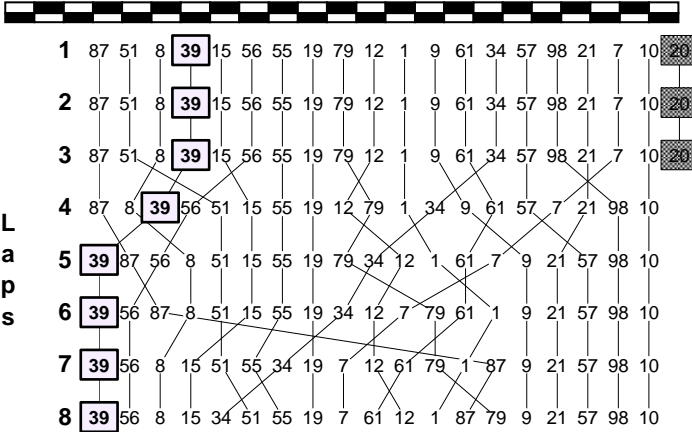 1 87 51 8 39 15 56 55 19 79 12 1 9 61 34 57 98 21 7 10 20
2 87 51 8 39 15 56 55 19 79 12 1 9 61 34 57 98 21 7 10 20
3 87 51 8 39 15 56 55 19 79 12 1 9 61 34 57 98 21 7 10 20
4 87 8 39 56 51 15 55 19 12 79 1 34 9 61 57 7 21 98 10
5 39 87 56 8 51 15 55 19 79 34 12 1 61 7 9 21 57 98 10
6 39 56 87 8 51 15 55 19 34 12 7 79 61 1 9 21 57 98 10
7 39 56 8 15 51 55 34 19 7 12 61 79 1 87 9 21 57 98 10
8 39 56 8 15 34 51 55 19 7 61 12 1 87 79 9 21 57 98 10
Laps